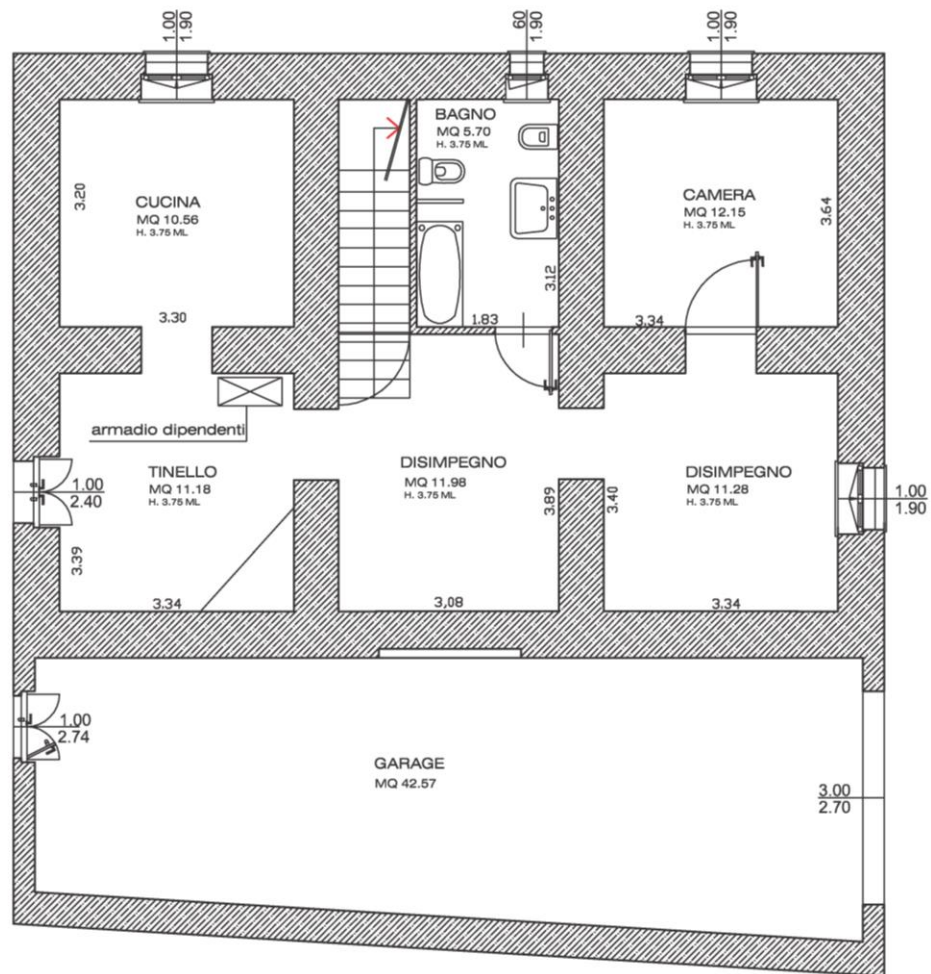 1.00
1.90
60
1.90
1.00
1.90
BAGNO
MQ 5.70
H. 3.75 ML
CUCINA
MQ 10.56
H. 3.75 ML
CAMERA
MQ 12.15
H. 3.75 ML
3.20
3.64
3.12
3.30
1.83
3.34
armadio dipendenti
TINELLO
MQ 11.18
H. 3.75 ML
DISIMPEGNO
MQ 11.98
H. 3.75 ML
DISIMPEGNO
MQ 11.28
H. 3.75 ML
1.00
2.40
3.89
3.40
1.00
1.90
3.39
3.34
3,08
3.34
1.00
2.74
GARAGE
MQ 42.57
3.00
2.70